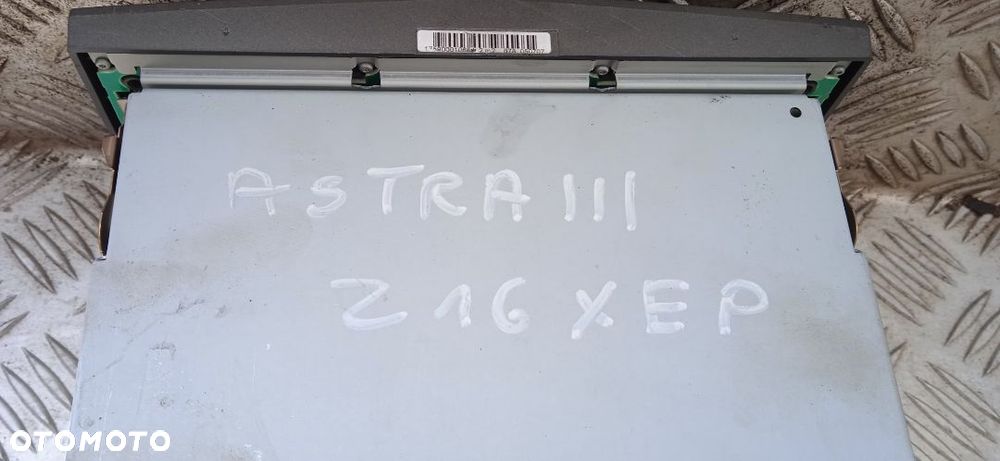 ASTRA III
Z16XEP
OTOMOTO